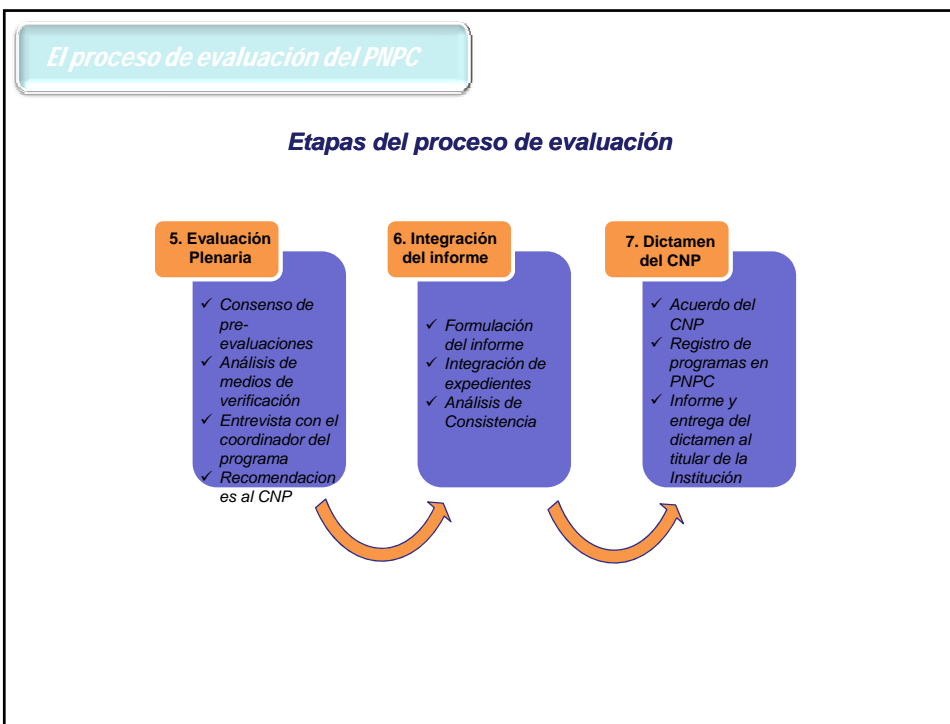 El proceso de evaluación del PNPC
Etapas del proceso de evaluación
5. Evaluación
Plenaria
✓ Consenso de
pre-
evaluaciones
✓ Análisis de
medios de
verificación
✓ Entrevista con el
coordinador del
programa
✓ Recomendacion
es al CNP
6. Integración
del informe
✓ Formulación
del informe
✓ Integración de
expedientes
✓ Análisis de
Consistencia
7. Dictamen
del CNP
✓ Acuerdo del
CNP
✓ Registro de
programas en
PNPC
✓ Informe y
entrega del
dictamen al
titular de la
Institución